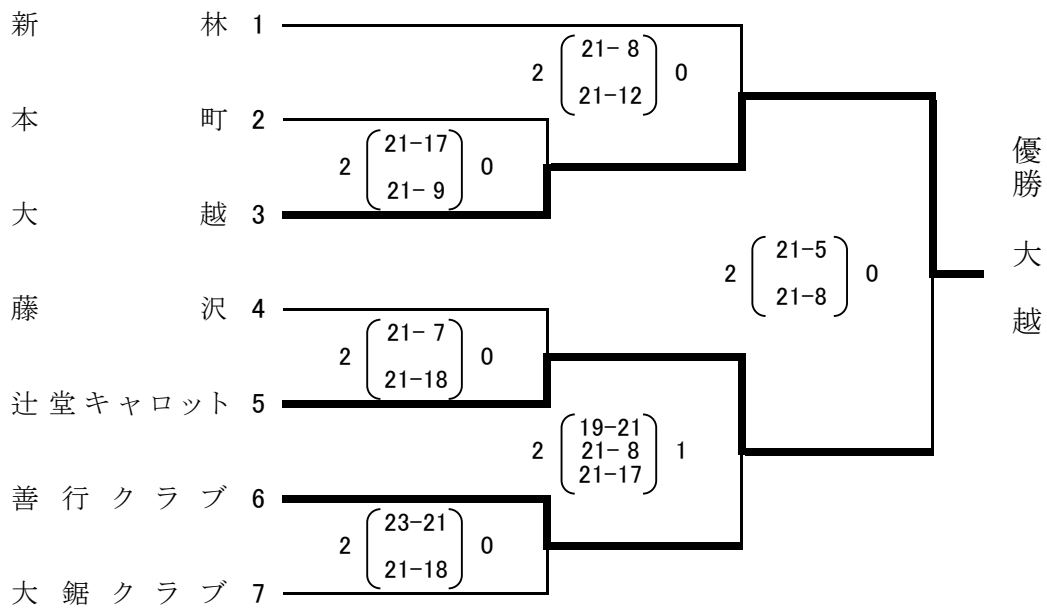 新林 1
2 21- 8 0
21-12
本町 2
2 21-17 0
21- 9
大越 3
優勝 大越
2 21-5 0
21-8
藤沢 4
2 21- 7 0
21-18
辻堂キャロット 5
2 19-21 1
21- 8
21-17
善行クラブ 6
2 23-21 0
21-18
大鋸クラブ 7